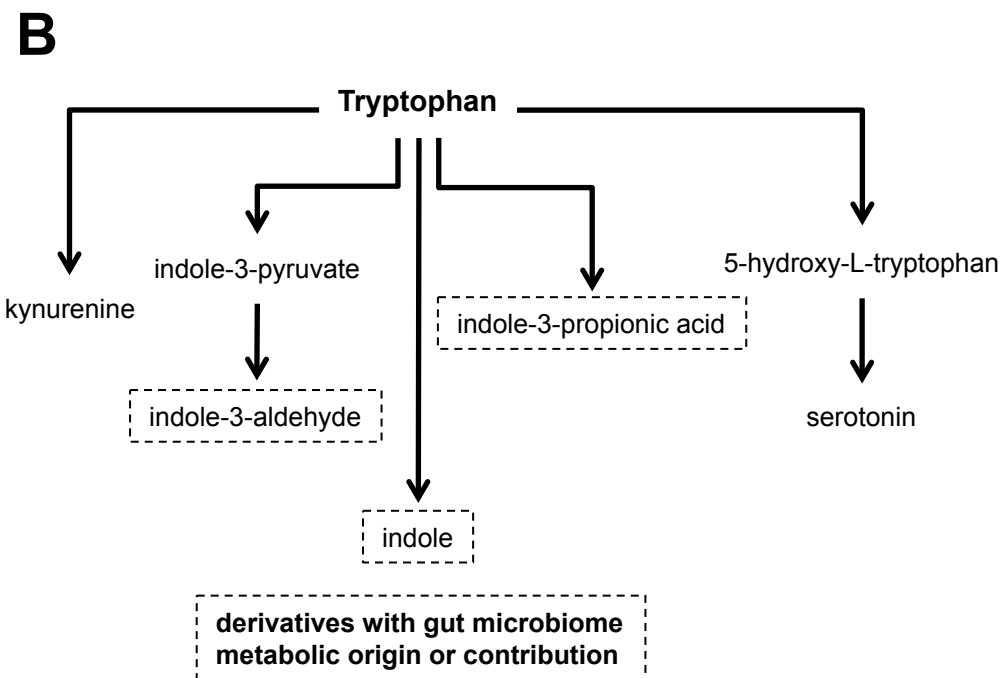 B
Tryptophan
kynurenine
indole-3-pyruvate
5-hydroxy-L-tryptophan
indole-3-propionic acid
indole-3-aldehyde
serotonin
indole
derivatives with gut microbiome
metabolic origin or contribution